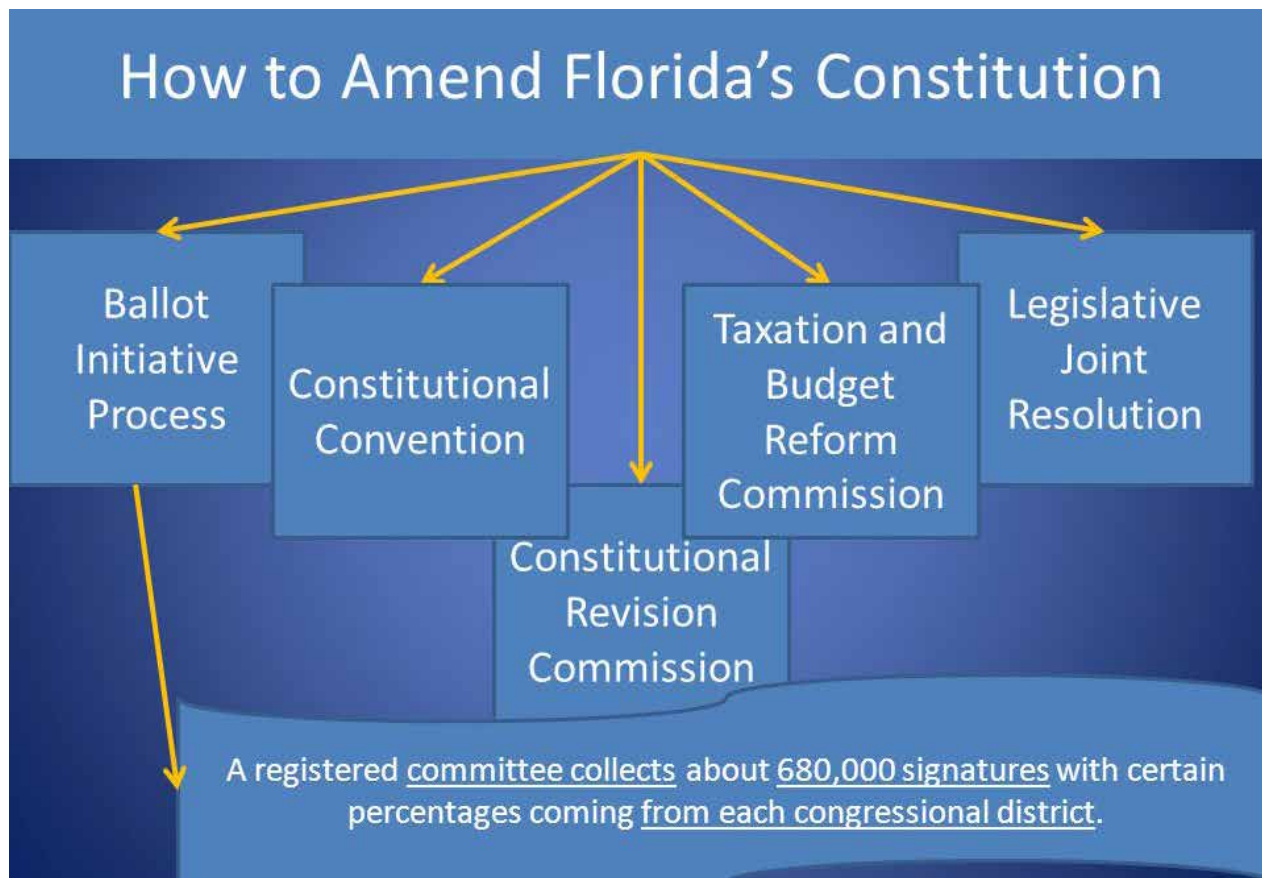 How to Amend Florida’s Constitution
Ballot
Initiative
Process
Constitutional
Convention
Constitutional
Revision
Commission
Taxation and
Budget
Reform
Commission
Legislative
Joint
Resolution
A registered committee collects about 680,000 signatures with certain
percentages coming from each congressional district.